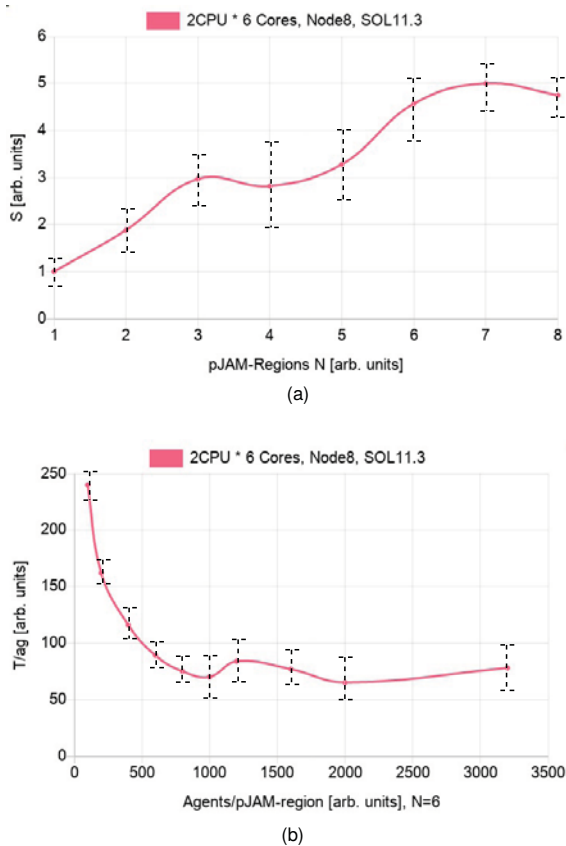 2CPU * 6 Cores, Node8, SOL11.3
6
5
4
3
2
1
0
S [arb. units]
1 2 3 4 5 6 7 8
pJAM-Regions N [arb. units]
(a)
2CPU * 6 Cores, Node8, SOL11.3
250
200
150
100
50
0
T/ag [arb. units]
0 500 1000 1500 2000 2500 3000 3500
Agents/pJAM-region [arb. units], N=6
(b)